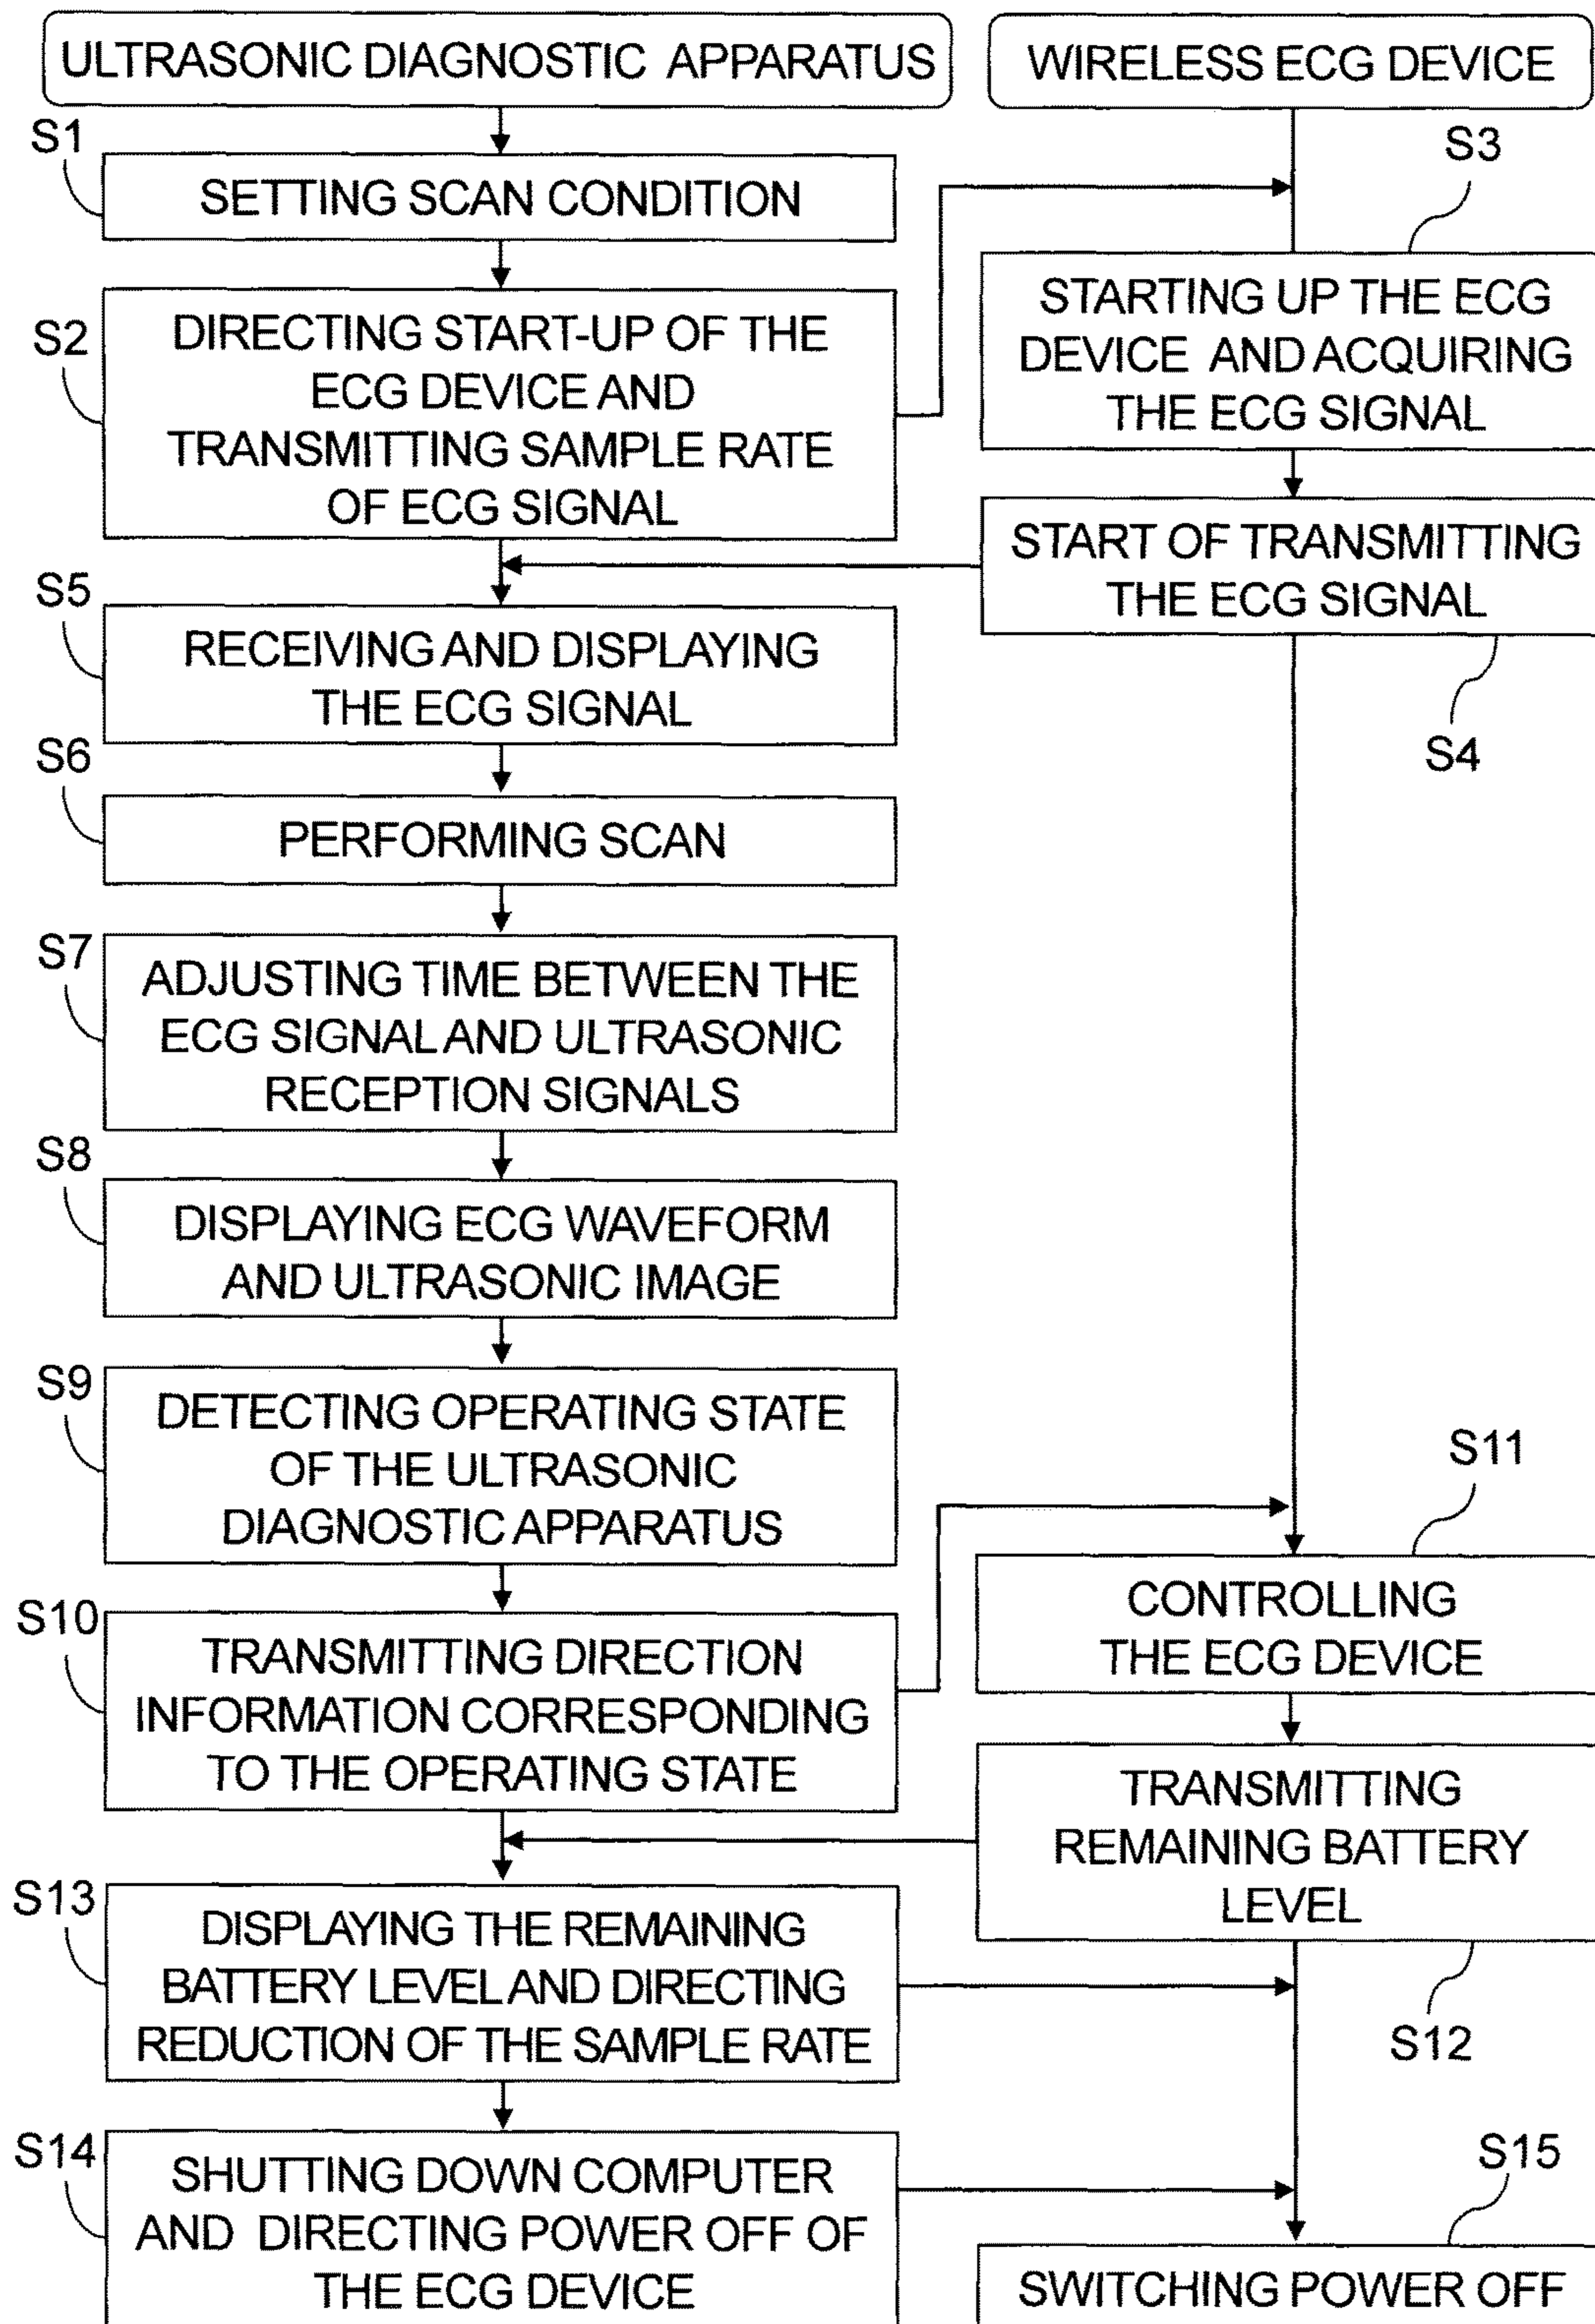 ULTRASONIC DIAGNOSTIC APPARATUS
WIRELESS ECG DEVICE
S1
SETTING SCAN CONDITION
S2
DIRECTING START-UP OF THE
ECG DEVICE AND
TRANSMITTING SAMPLE RATE
OF ECG SIGNAL
S3
STARTING UP THE ECG
DEVICE AND ACQUIRING
THE ECG SIGNAL
START OF TRANSMITTING
THE ECG SIGNAL
S4
S5
RECEIVING AND DISPLAYING
THE ECG SIGNAL
S6
PERFORMING SCAN
S7
ADJUSTING TIME BETWEEN THE
ECG SIGNAL AND ULTRASONIC
RECEPTION SIGNALS
S8
DISPLAYING ECG WAVEFORM
AND ULTRASONIC IMAGE
S9
DETECTING OPERATING STATE
OF THE ULTRASONIC
DIAGNOSTIC APPARATUS
S10
TRANSMITTING DIRECTION
INFORMATION CORRESPONDING
TO THE OPERATING STATE
S11
CONTROLLING
THE ECG DEVICE
TRANSMITTING
REMAINING BATTERY
LEVEL
S12
S13
DISPLAYING THE REMAINING
BATTERY LEVEL AND DIRECTING
REDUCTION OF THE SAMPLE RATE
S14
SHUTTING DOWN COMPUTER
AND DIRECTING POWER OFF OF
THE ECG DEVICE
S15
SWITCHING POWER OFF